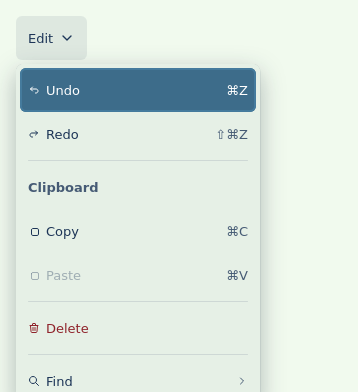 Edit
Undo ⌘Z
Redo ⇧⌘Z
Clipboard
Copy ⌘C
Paste ⌘V
Delete
Find